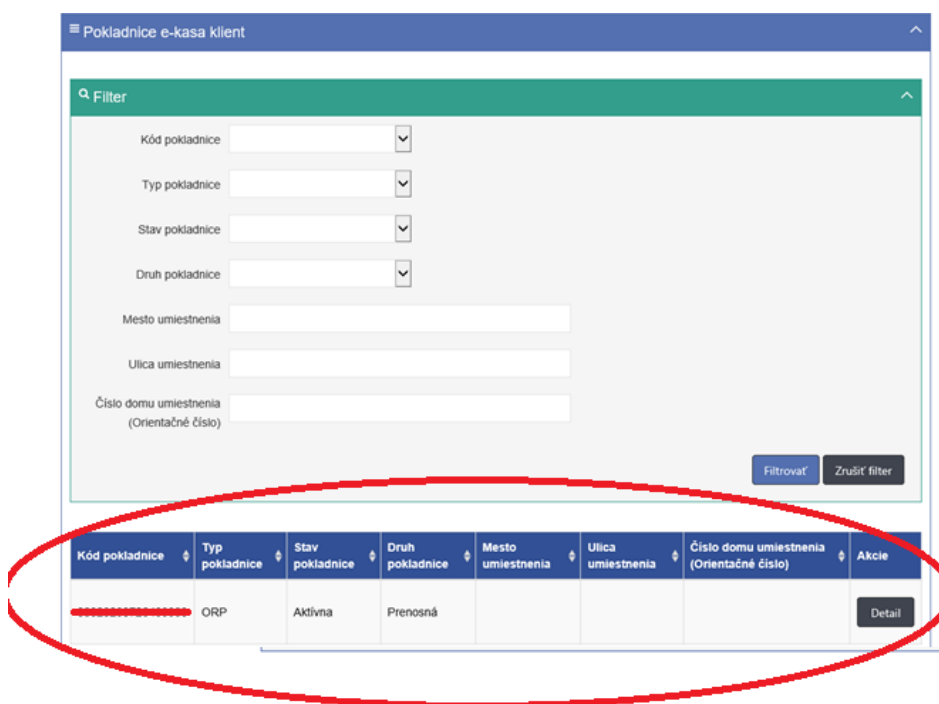 Pokladnice e-kasa klient
Filter
Kód pokladnice
Typ pokladnice
Stav pokladnice
Druh pokladnice
Mesto umiestnenia
Ulica umiestnenia
Číslo domu umiestnenia
(Orientačné číslo)
Filtrovať Zrušiť filter
Kód pokladnice Typ pokladnice Stav pokladnice Druh pokladnice Mesto umiestnenia Ulica umiestnenia Číslo domu umiestnenia (Orientačné číslo) Akcie
ORP Aktívna Prenosná Detail